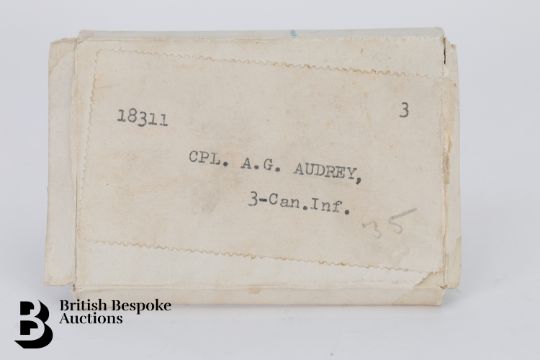 18311 3
CPL. A.G. AUDREY,
3-Can.Inf.
35
British Bespoke
Auctions